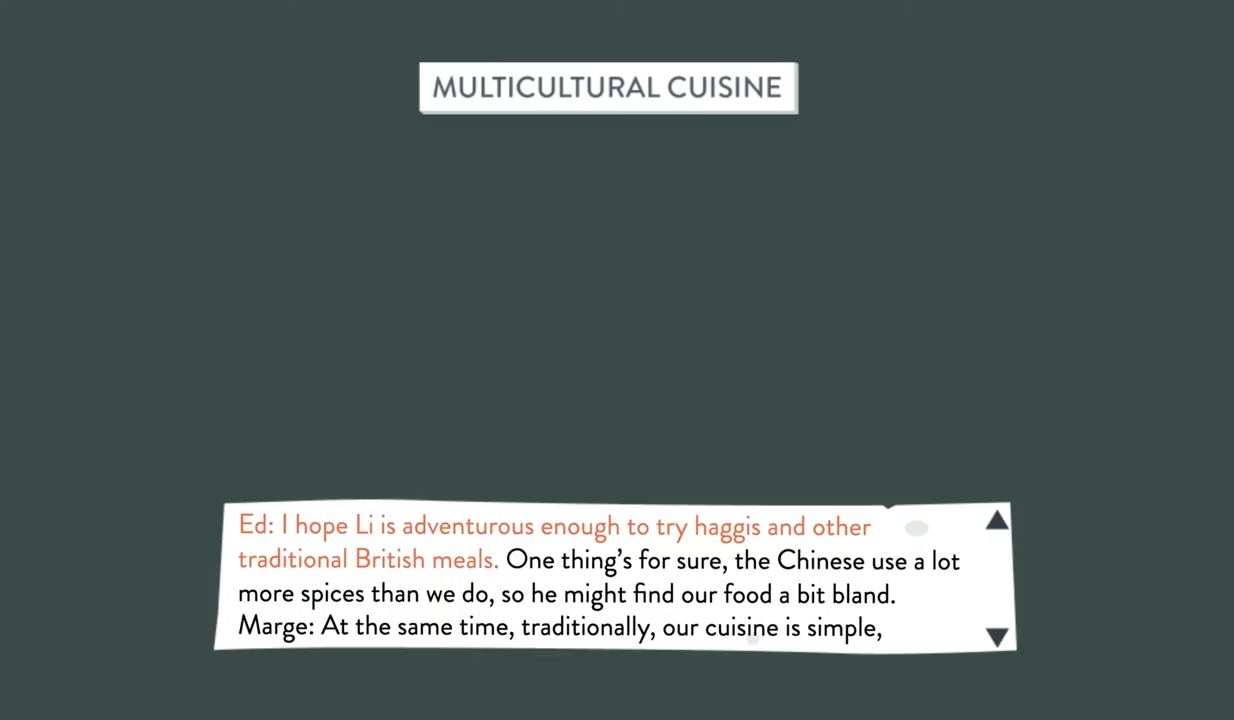 MULTICULTURAL CUISINE
Ed: I hope Li is adventurous enough to try haggis and other
traditional British meals. One thing’s for sure, the Chinese use a lot
more spices than we do, so he might find our food a bit bland.
Marge: At the same time, traditionally, our cuisine is simple,